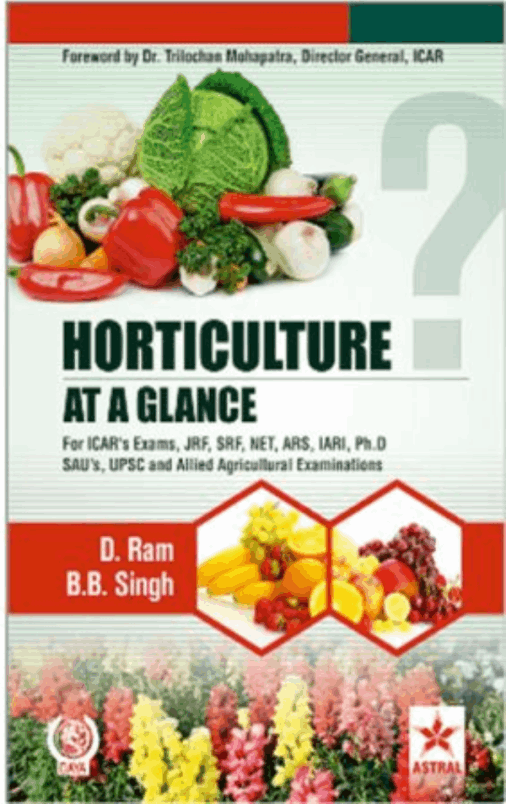 Foreword by Dr. Trilochan Mohapatra, Director General, ICAR
?
HORTICULTURE
AT A GLANCE
For ICAR's Exams, JRF, SRF, NET, ARS, IARI, Ph.D
SAU's, UPSC and Allied Agricultural Examinations
D. Ram
B.B. Singh
DAYA
ASTRAL